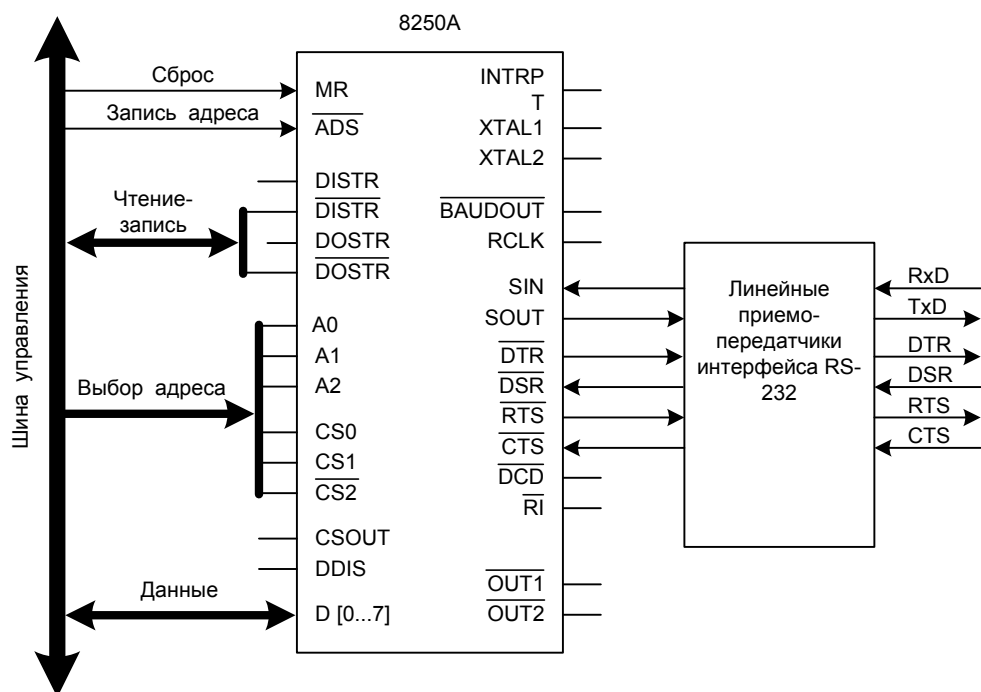 8250A
Шина управления
Сброс
Запись адреса
Чтение-
запись
Выбор адреса
Данные
MR
ADS
DISTR
DISTR
DOSTR
DOSTR
A0
A1
A2
CS0
CS1
CS2
CSOUT
DDIS
D [0...7]
INTRP
T
XTAL1
XTAL2
BAUDOUT
RCLK
SIN
SOUT
DTR
DSR
RTS
CTS
DCD
RI
OUT1
OUT2
Линейные
приемо-
передатчики
интерфейса RS-
232
RxD
TxD
DTR
DSR
RTS
CTS